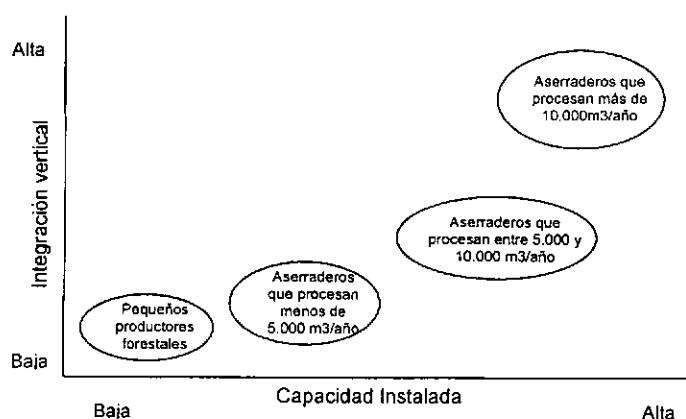 Alta
Integración vertical
Baja
Aserraderos que
procesan más de
10.000m3/año
Aserraderos que
procesan entre 5.000 y
10.000 m3/año
Aserraderos
que procesan
menos de
5.000 m3/año
Pequeños
productores
forestales
Baja
Capacidad Instalada
Alta